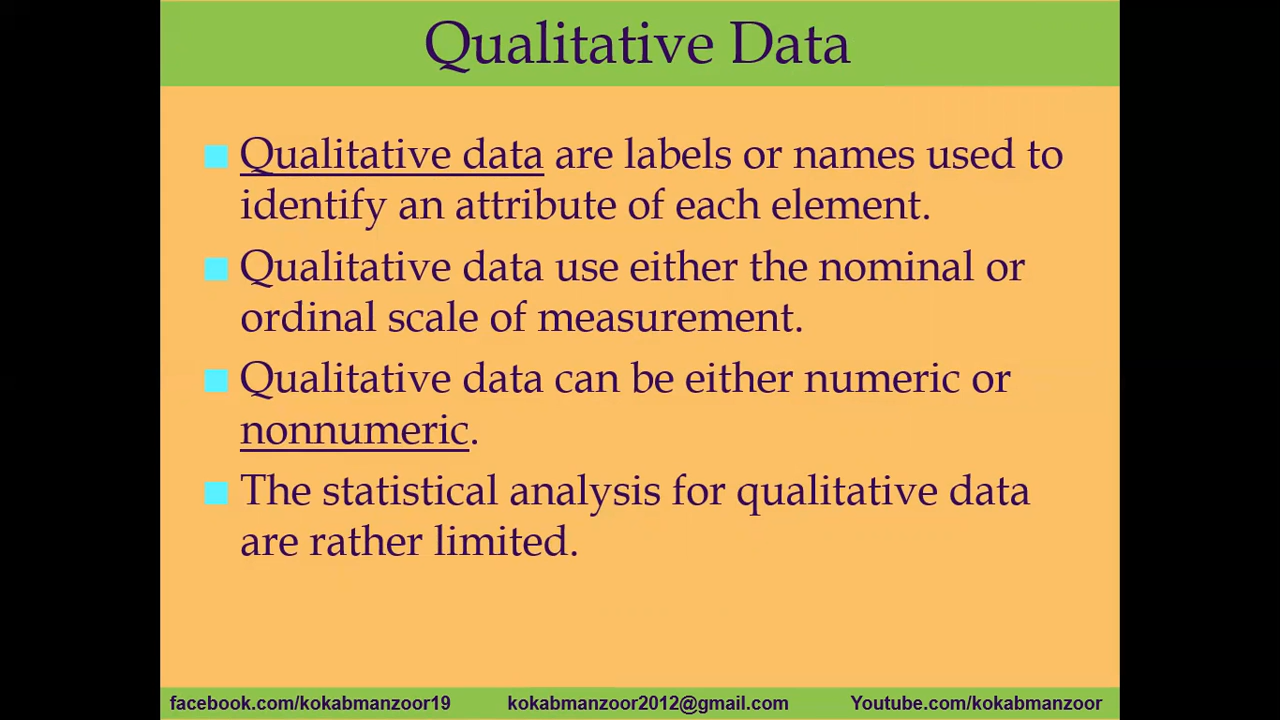 Qualitative Data
Qualitative data are labels or names used to
identify an attribute of each element.
Qualitative data use either the nominal or
ordinal scale of measurement.
Qualitative data can be either numeric or
nonnumeric.
The statistical analysis for qualitative data
are rather limited.
facebook.com/kokabmanzoor19 kokabmanzoor2012@gmail.com Youtube.com/kokabmanzoor